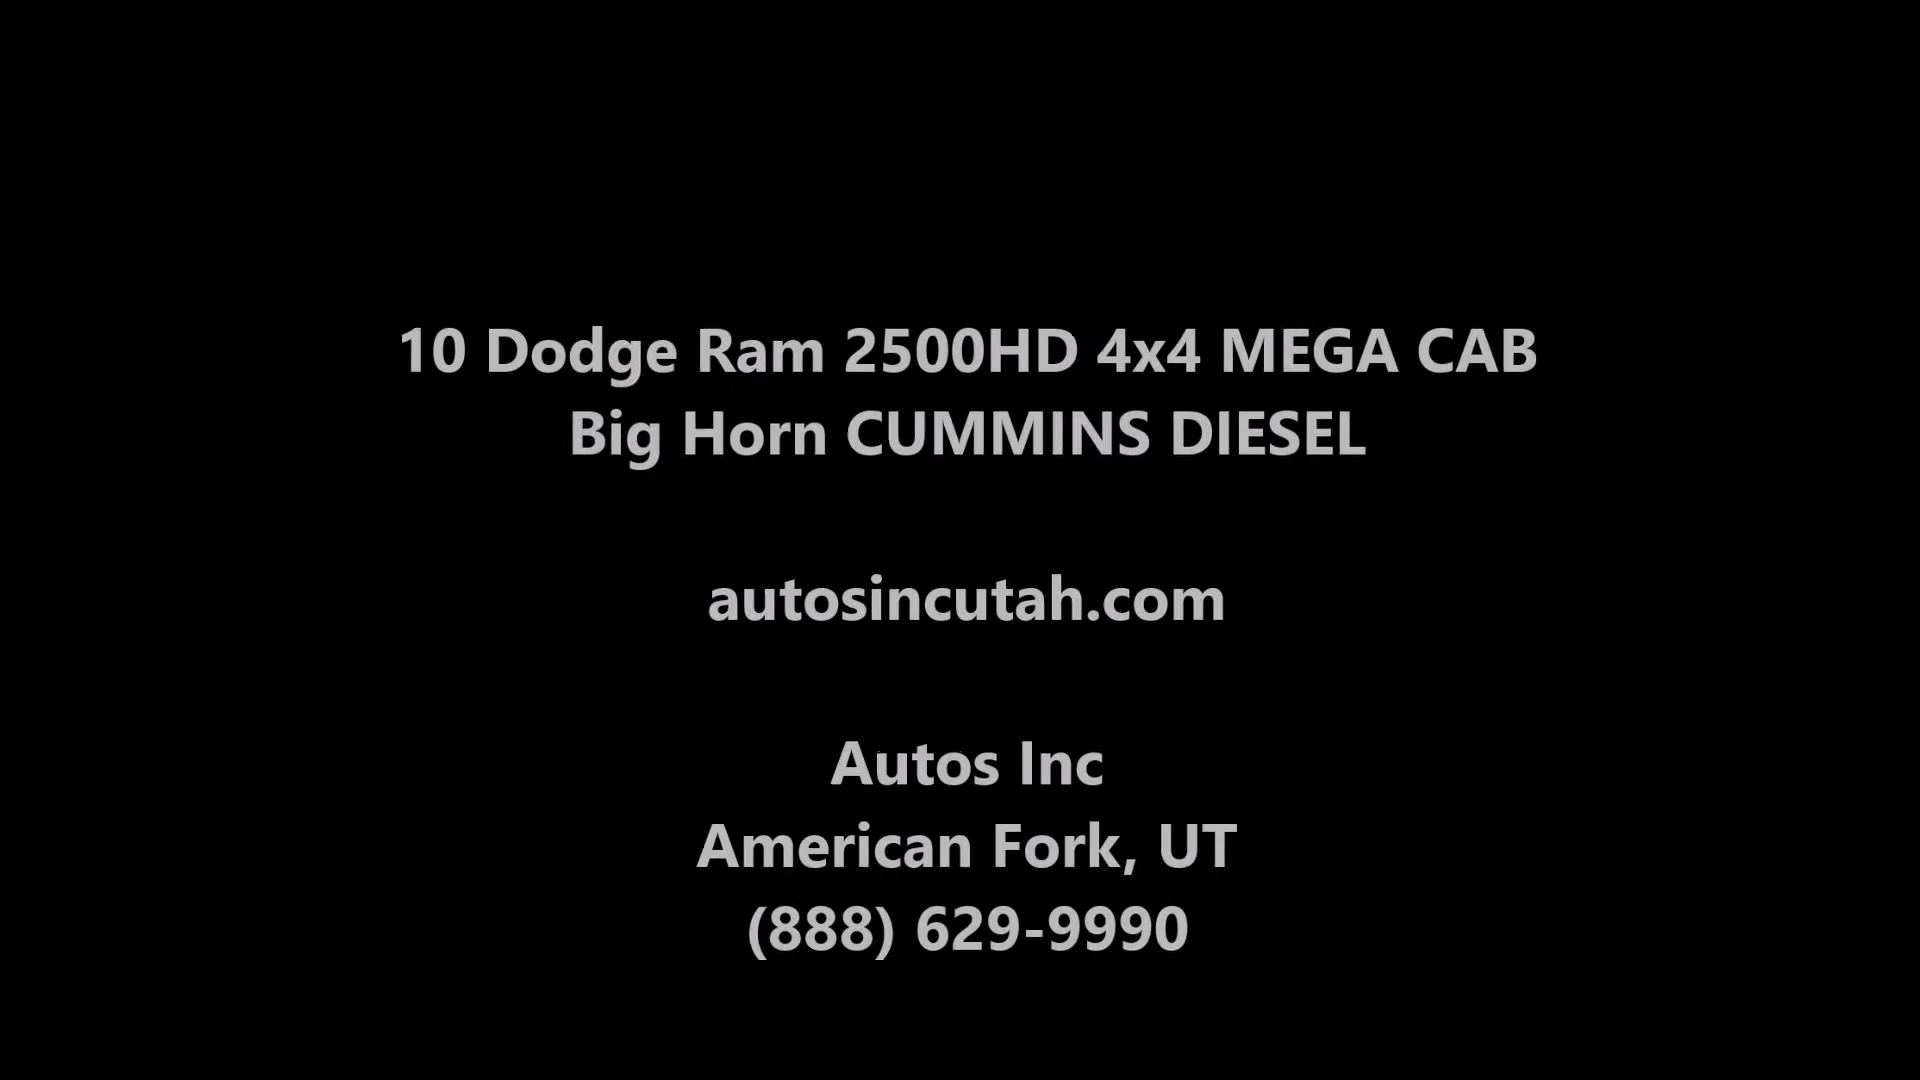 10 Dodge Ram 2500HD 4x4 MEGA CAB
Big Horn CUMMINS DIESEL
autosincutah.com
Autos Inc
American Fork, UT
(888) 629-9990